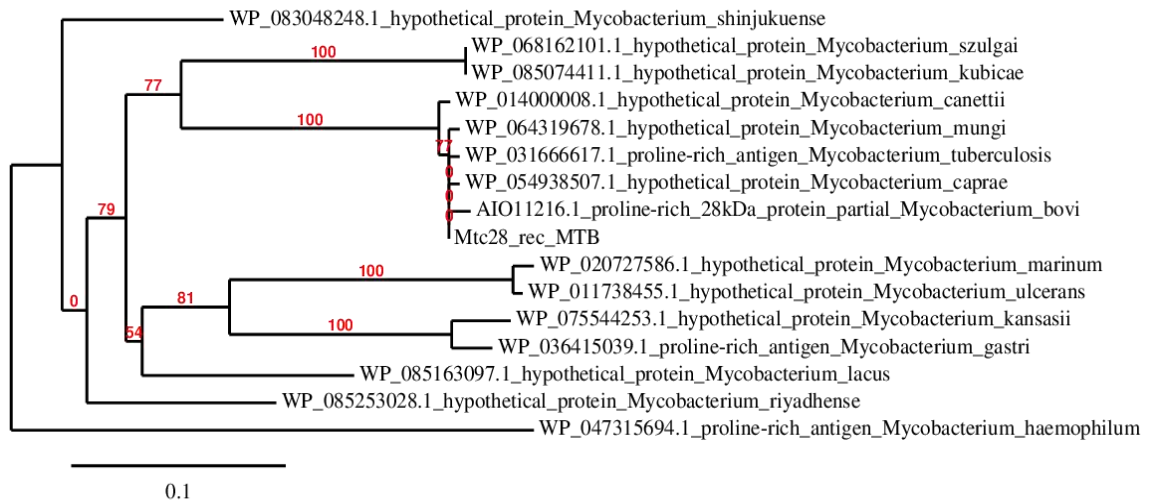 WP_083048248.1_hypothetical_protein_Mycobacterium_shinjukuense
WP_068162101.1_hypothetical_protein_Mycobacterium_szulgai
100
WP_085074411.1_hypothetical_protein_Mycobacterium_kubicae
77
WP_014000008.1_hypothetical_protein_Mycobacterium_canettii
100
WP_064319678.1_hypothetical_protein_Mycobacterium_mungi
77
WP_031666617.1_proline-rich_antigen_Mycobacterium_tuberculosis
0
WP_054938507.1_hypothetical_protein_Mycobacterium_caprae
0
79
0
AIO11216.1_proline-rich_28kDa_protein_partial_Mycobacterium_bovi
Mtc28_rec_MTB
WP_020727586.1_hypothetical_protein_Mycobacterium_marinum
100
WP_011738455.1_hypothetical_protein_Mycobacterium_ulcerans
0
81
WP_075544253.1_hypothetical_protein_Mycobacterium_kansasii
100
54
WP_036415039.1_proline-rich_antigen_Mycobacterium_gastri
WP_085163097.1_hypothetical_protein_Mycobacterium_lacus
WP_085253028.1_hypothetical_protein_Mycobacterium_riyadhense
WP_047315694.1_proline-rich_antigen_Mycobacterium_haemophilum
0.1